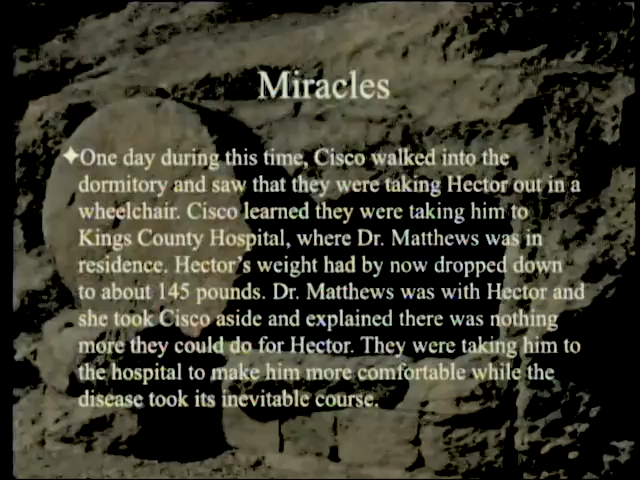 Miracles
✦One day during this time, Cisco walked into the
dormitory and saw that they were taking Hector out in a
wheelchair. Cisco learned they were taking him to
Kings County Hospital, where Dr. Matthews was in
residence. Hector's weight had by now dropped down
to about 145 pounds. Dr. Matthews was with Hector and
she took Cisco aside and explained there was nothing
more they could do for Hector. They were taking him to
the hospital to make him more comfortable while the
disease took its inevitable course.